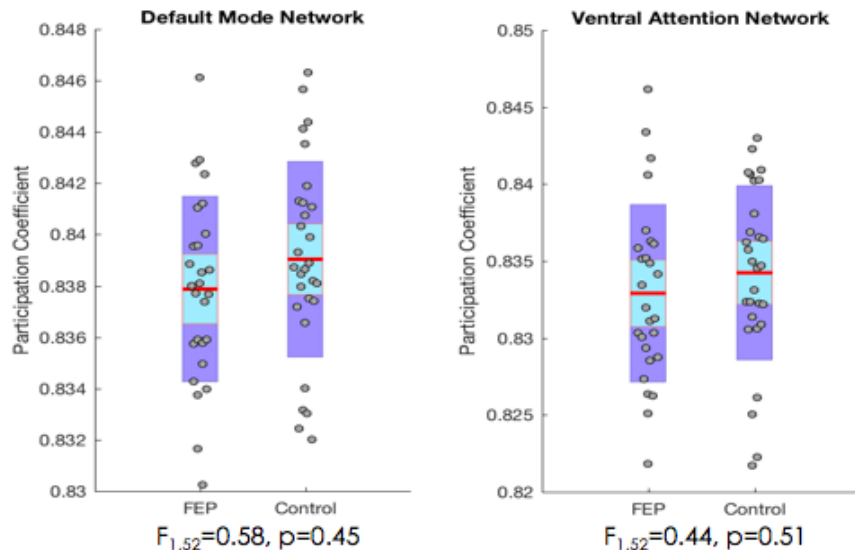 Default Mode Network
0.848
0.846
0.844
0.842
0.84
0.838
0.836
0.834
0.832
0.83
Participation Coefficient
FEP Control
F1,52=0.58, p=0.45
Ventral Attention Network
0.85
0.845
0.84
0.835
0.83
0.825
0.82
Participation Coefficient
FEP Control
F1,52=0.44, p=0.51